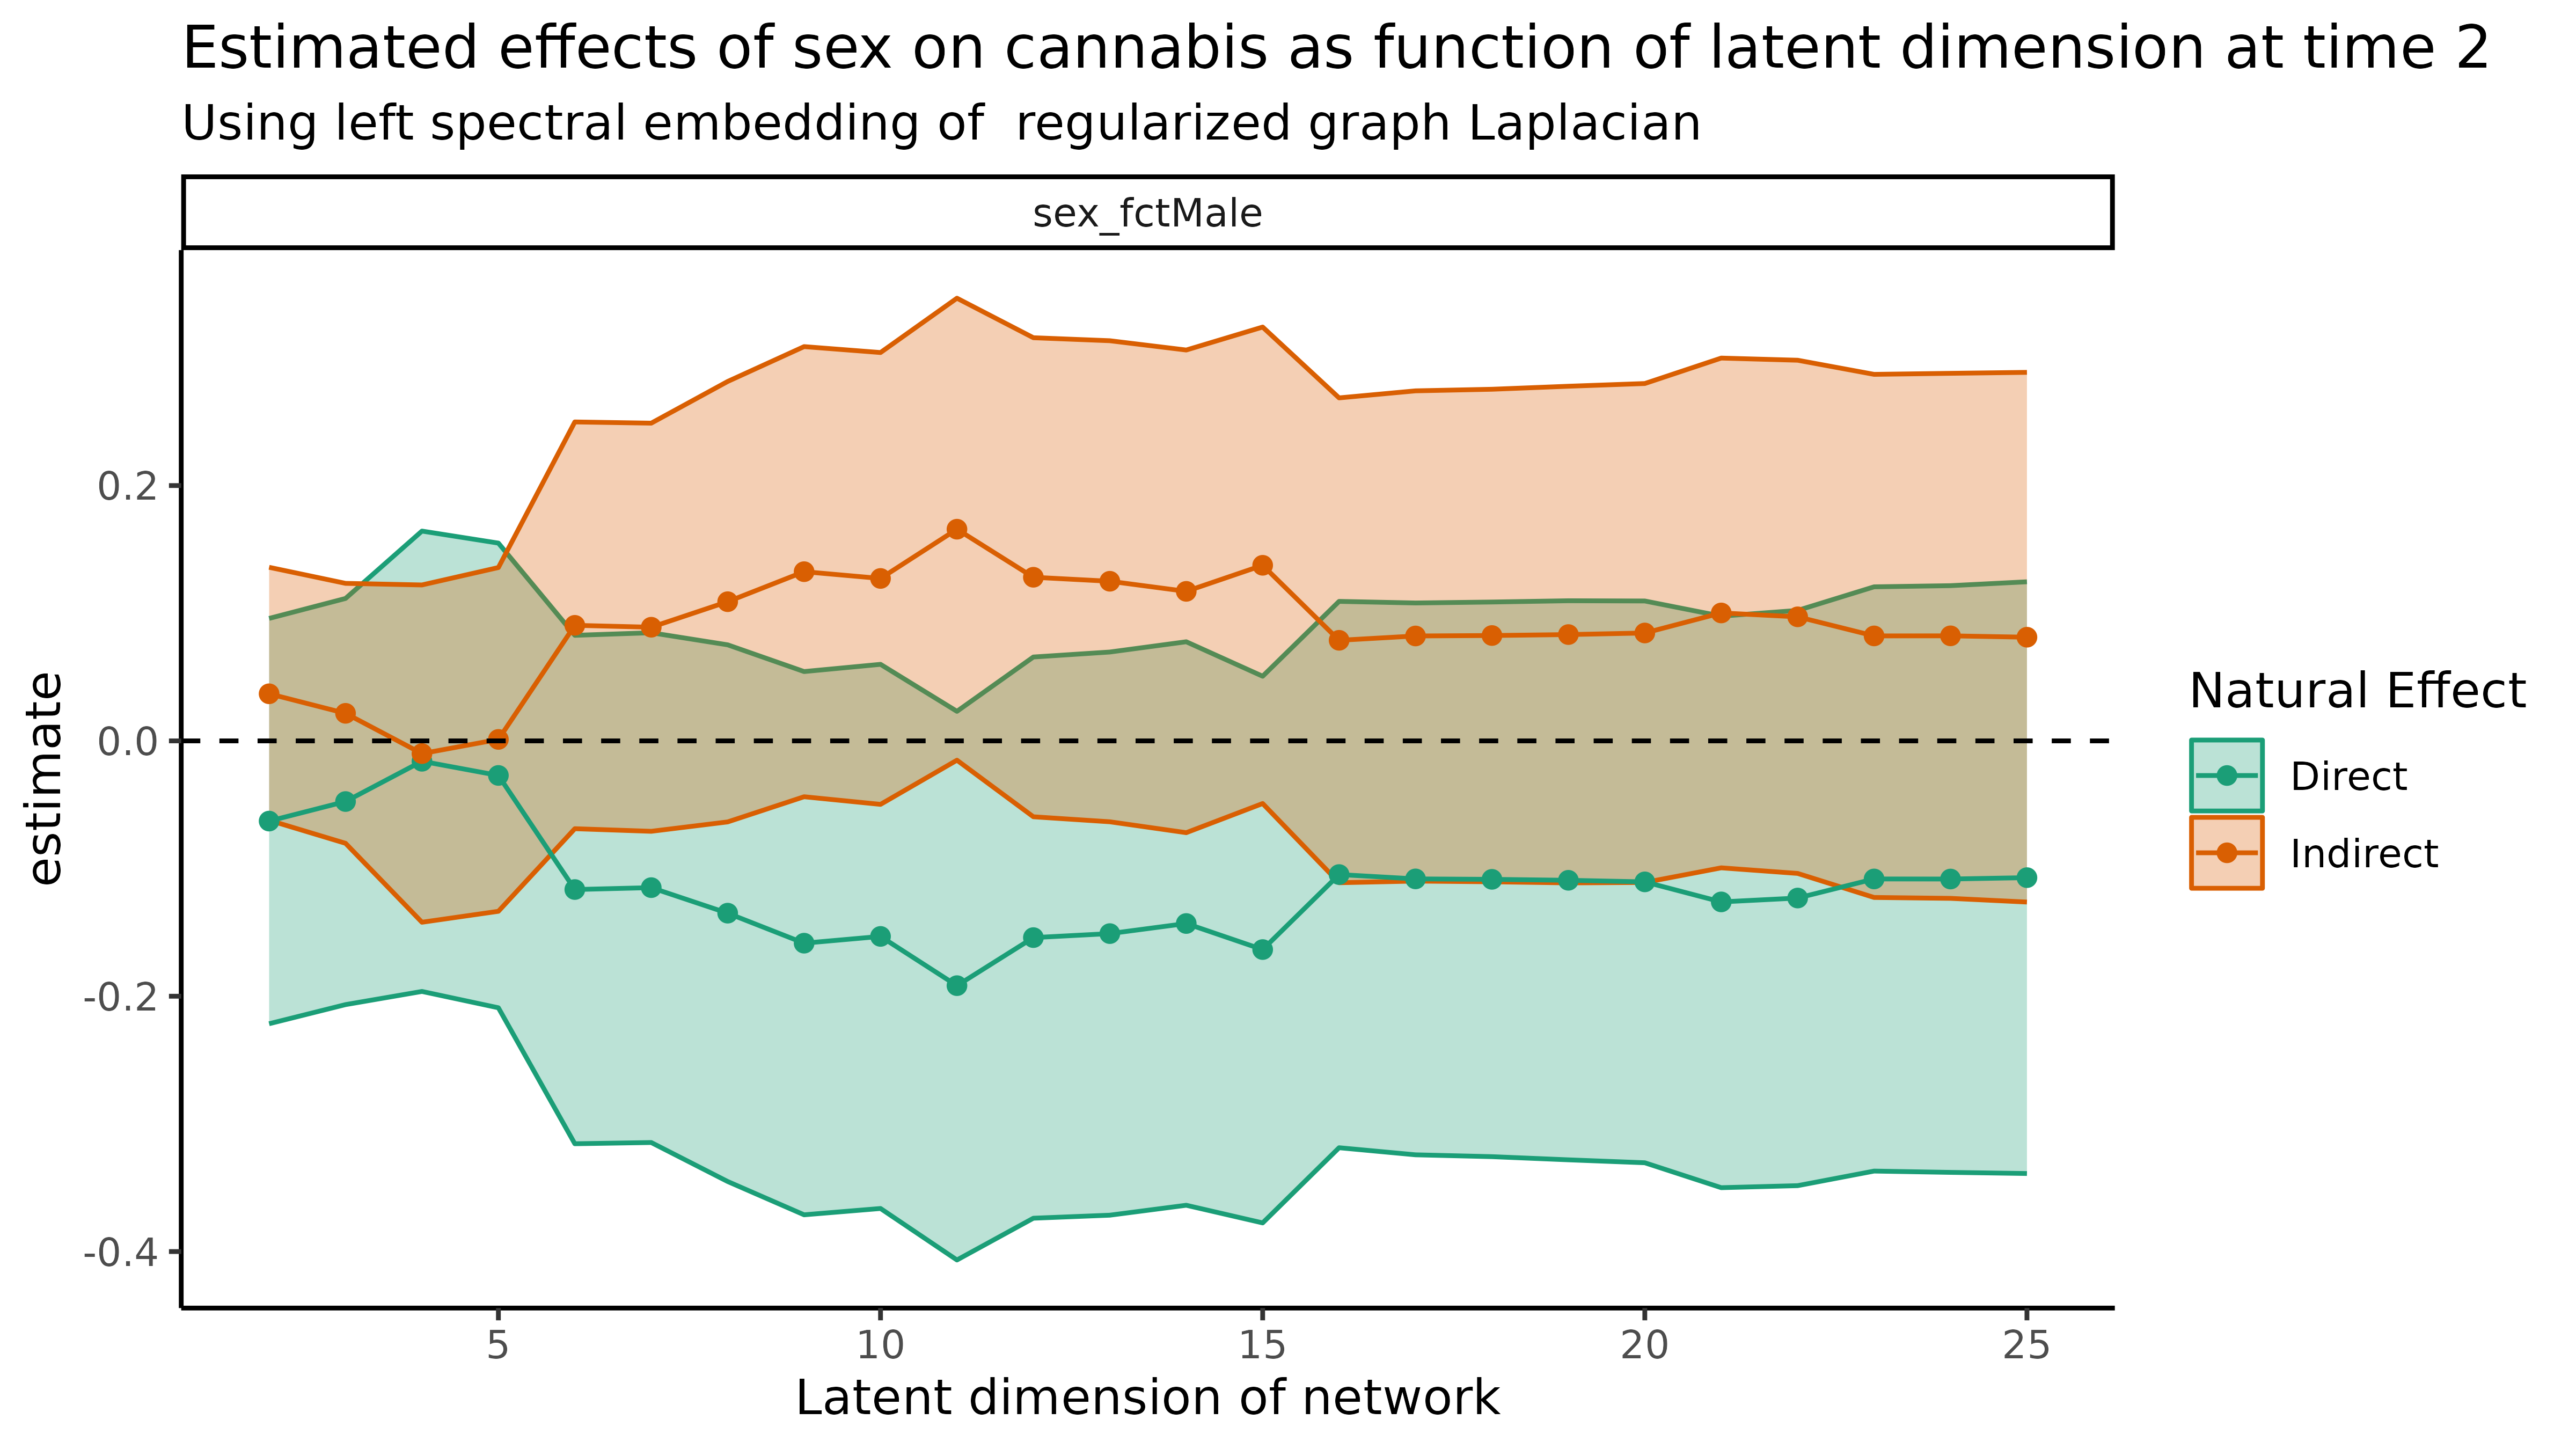 Estimated effects of sex on cannabis as function of latent dimension at time 2
Using left spectral embedding of  regularized graph Laplacian
sex_fctMale
estimate
0.2
0.0
-0.2
-0.4
5 10 15 20 25
Latent dimension of network
Natural Effect
Direct
Indirect